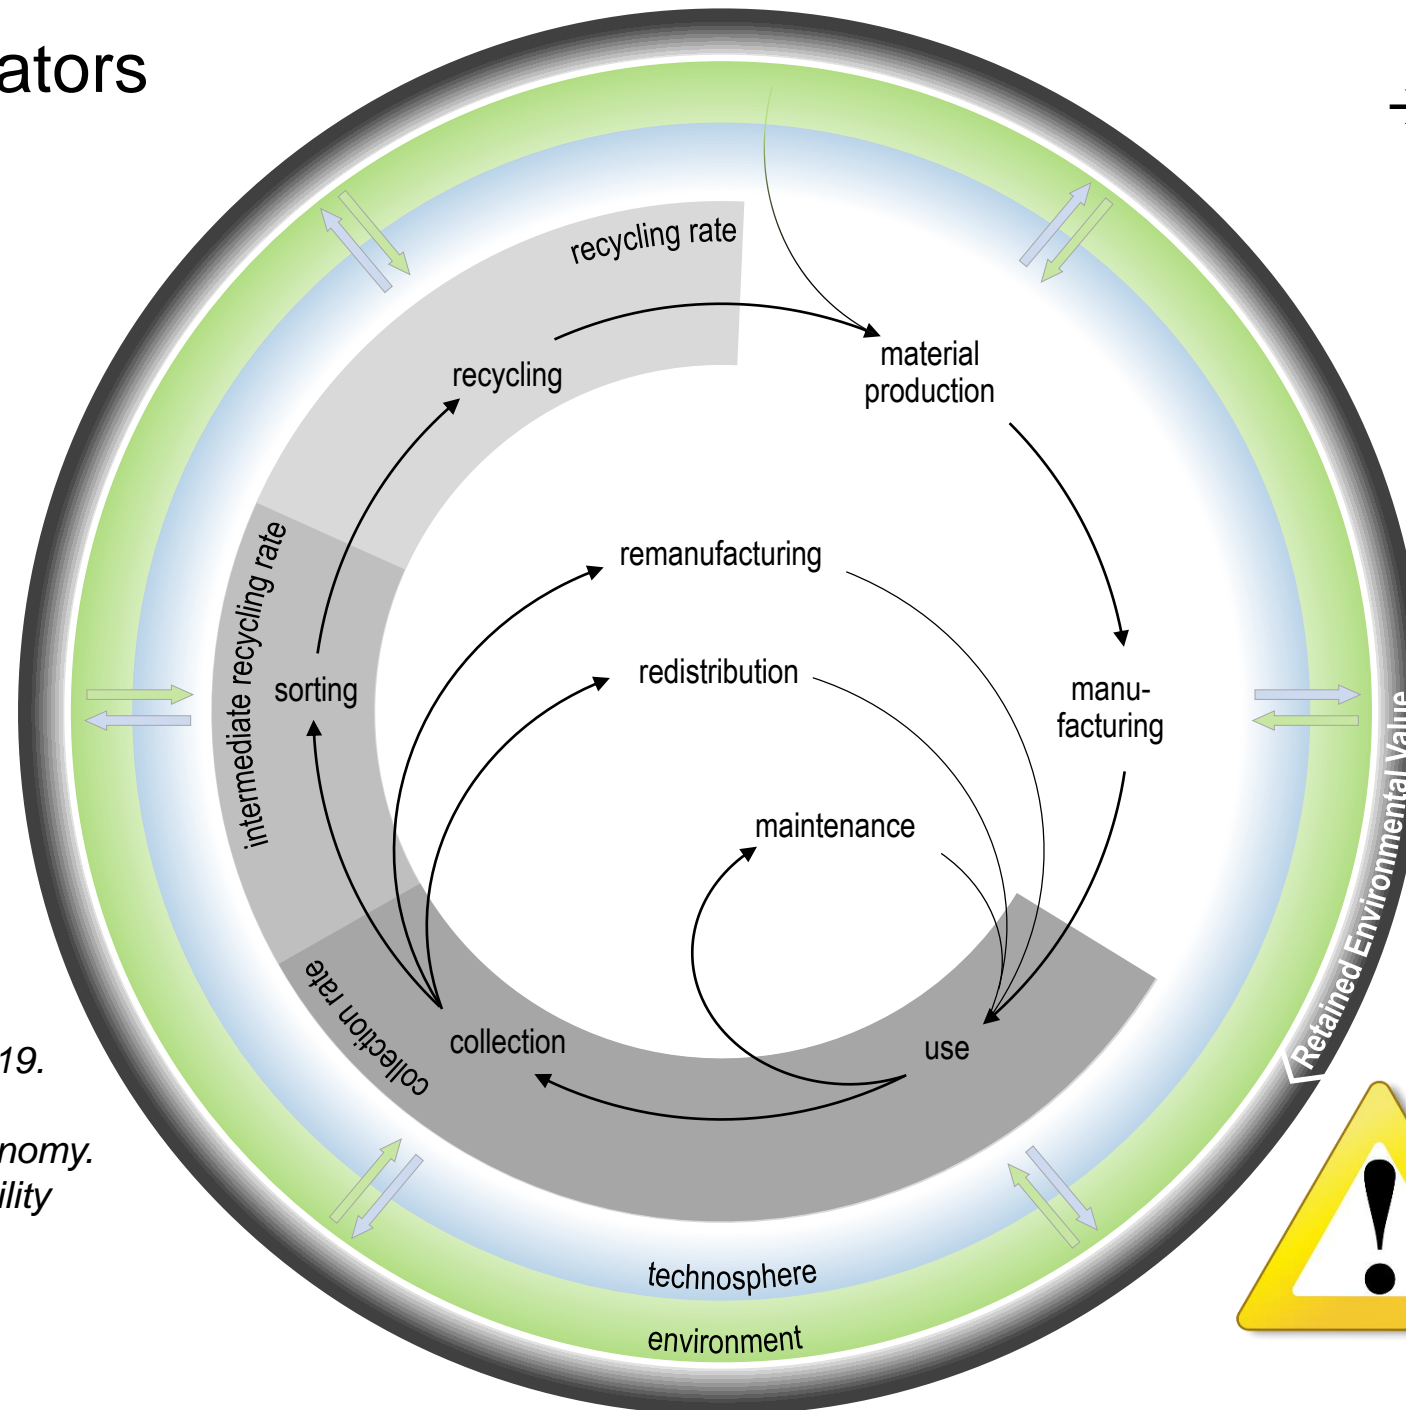 ators
recycling rate
recycling
material
production
intermediate recycling rate
remanufacturing
redistribution
sorting
manu-
facturing
Retained Environmental Value
maintenance
collection rate
collection
use
19.
nomy.
ility
technosphere
environment